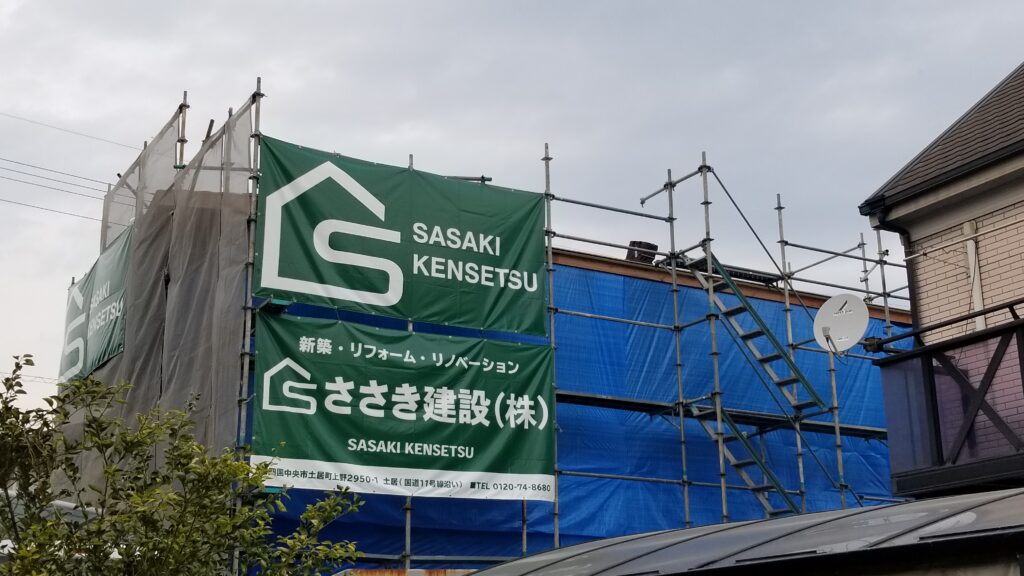 SASAKI
KENSETSU
SASAKI
KENSETSU
新築・リフォーム・リノベーション
ささき建設(株)
SASAKI KENSETSU
四国中央市土居町上野2950-1 土居(国道11号線沿い) ■TEL 0120-74-8680